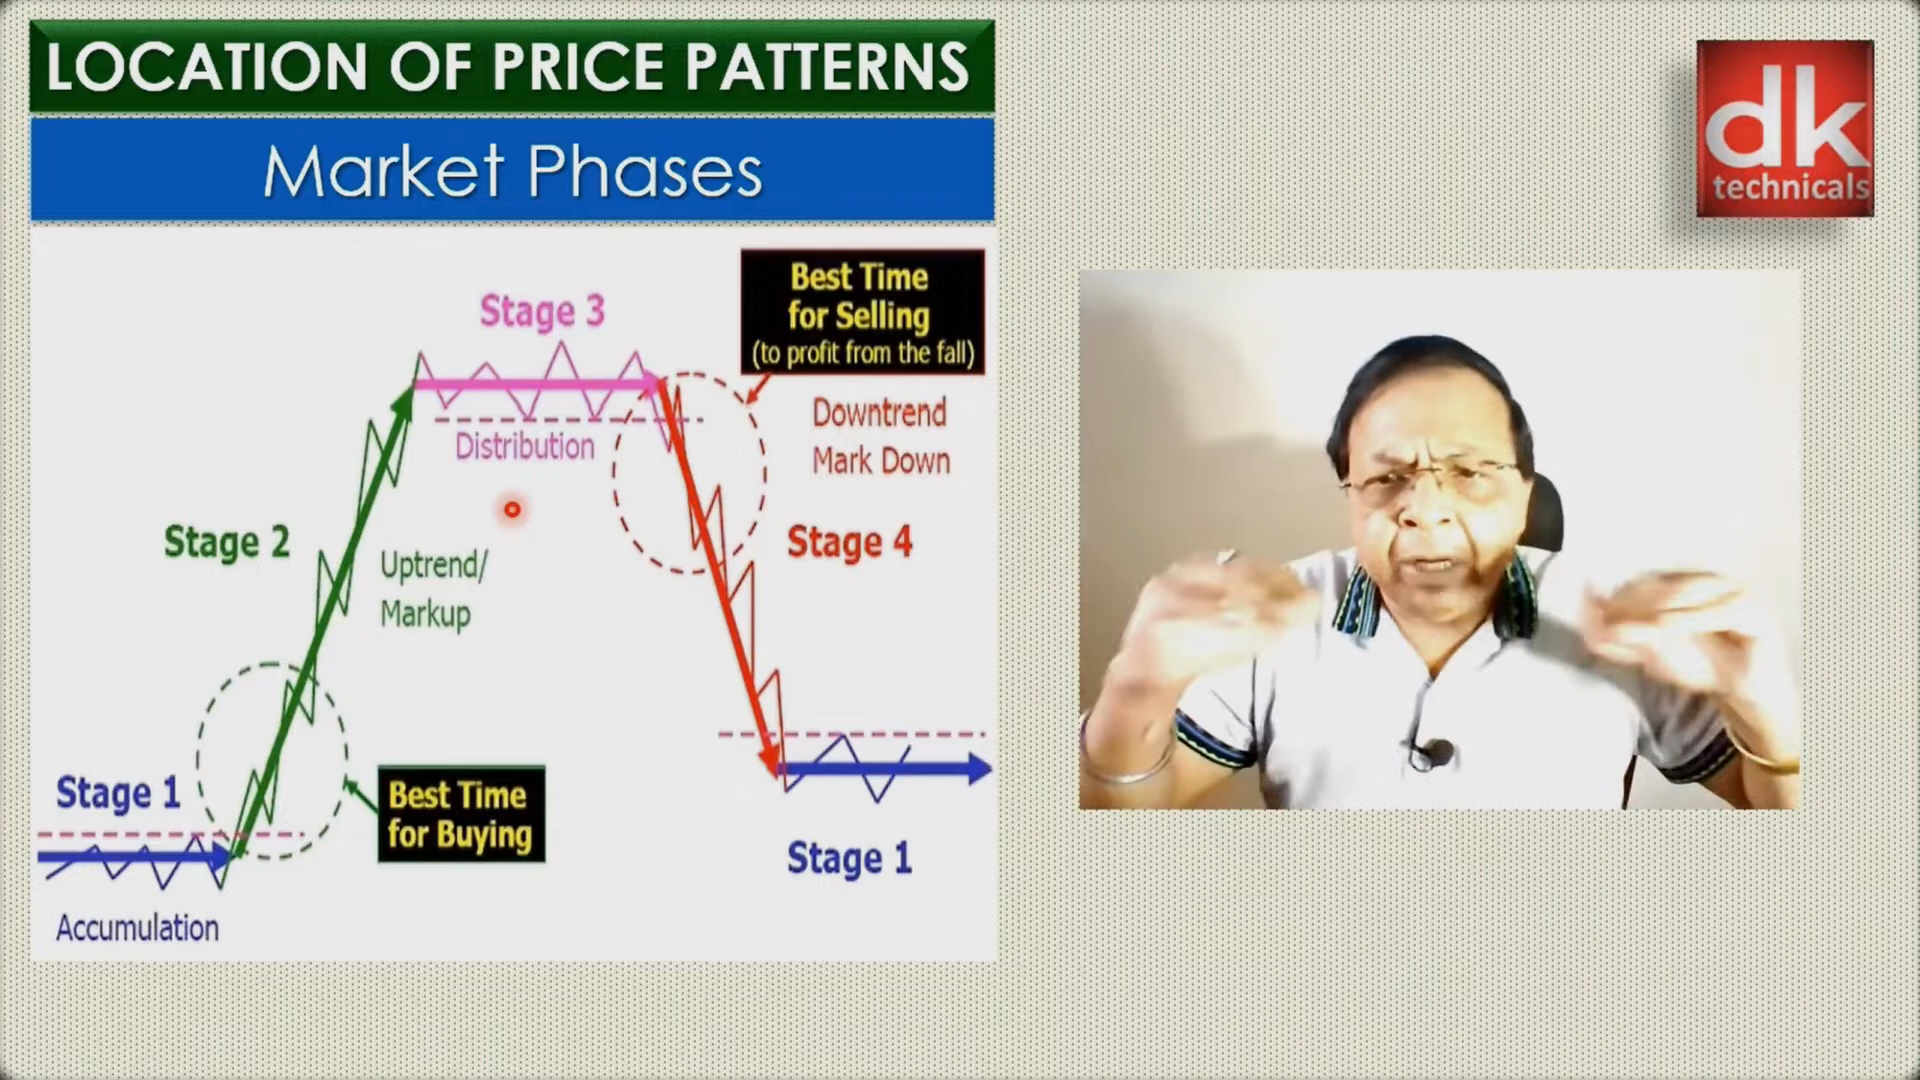 LOCATION OF PRICE PATTERNS
Market Phases
dk
technicals
Stage 3
Best Time
for Selling
(to profit from the fall)
Distribution
Downtrend
Mark Down
Stage 2
Uptrend/
Markup
Stage 4
Stage 1
Best Time
for Buying
Accumulation
Stage 1